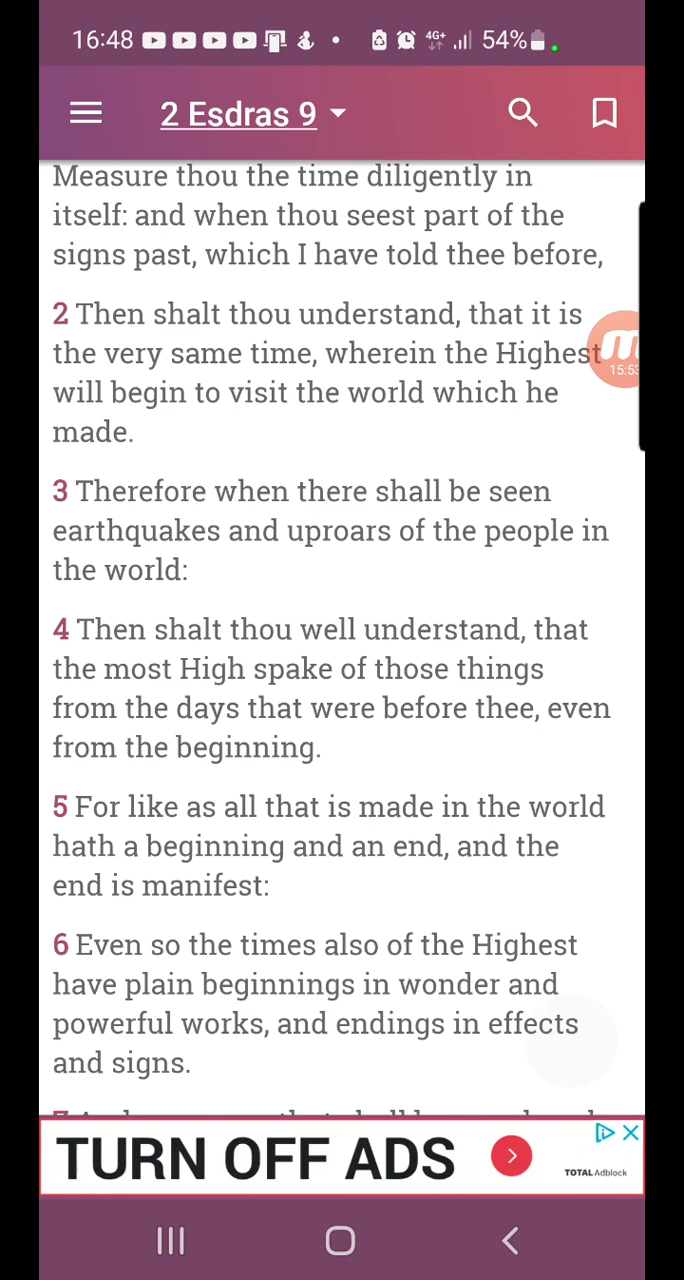 16:48
4G+
54%
2 Esdras 9
Measure thou the time diligently in
itself: and when thou seest part of the
signs past, which I have told thee before,
2 Then shalt thou understand, that it is
the very same time, wherein the Highest
will begin to visit the world which he
made.
15:53
3 Therefore when there shall be seen
earthquakes and uproars of the people in
the world:
4 Then shalt thou well understand, that
the most High spake of those things
from the days that were before thee, even
from the beginning.
5 For like as all that is made in the world
hath a beginning and an end, and the
end is manifest:
6 Even so the times also of the Highest
have plain beginnings in wonder and
powerful works, and endings in effects
and signs.
TURN OFF ADS
TOTAL Adblock